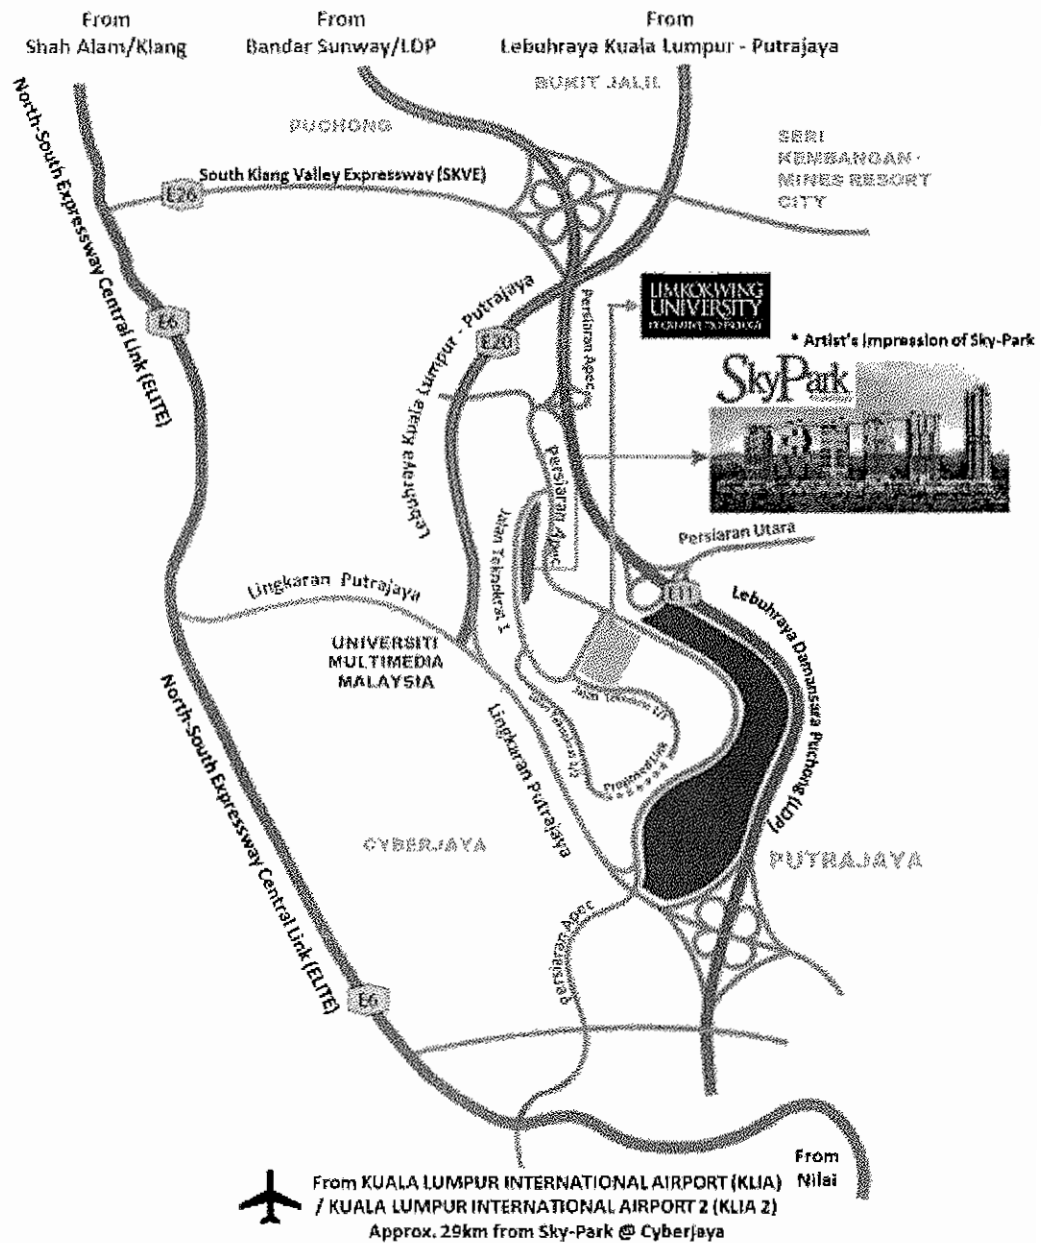 From
Shah Alam/Klang
From
Bandar Sunway/LDP
From
Lebuhraya Kuala Lumpur - Putrajaya
BUKIT JALIL
PUCHONG
SERI
KEMBANGAN -
MINES RESORT
CITY
North-South Expressway Central Link (ELITE)
South Klang Valley Expressway (SKVE)
E26
E6
Lebuhraya Kuala Lumpur - Putrajaya
E20
Persiaran Apec
LIMKOKWING
UNIVERSITY
OF CREATIVE TECHNOLOGY
* Artist's Impression of Sky-Park
SkyPark
Persiaran Apec
Jalan Teknokrat 1
Persiaran Utara
E11
Lebuhraya Damansara Puchong (LDP)
Lingkaran Putrajaya
UNIVERSITI
MULTIMEDIA
MALAYSIA
Proposed Link
Lingkaran Putrajaya
North-South Expressway Central Link (ELITE)
CYBERJAYA
PUTRAJAYA
Persiaran Apec
E6
From
Nilai
From KUALA LUMPUR INTERNATIONAL AIRPORT (KLIA)
/ KUALA LUMPUR INTERNATIONAL AIRPORT 2 (KLIA 2)
Approx. 29km from Sky-Park @ Cyberjaya